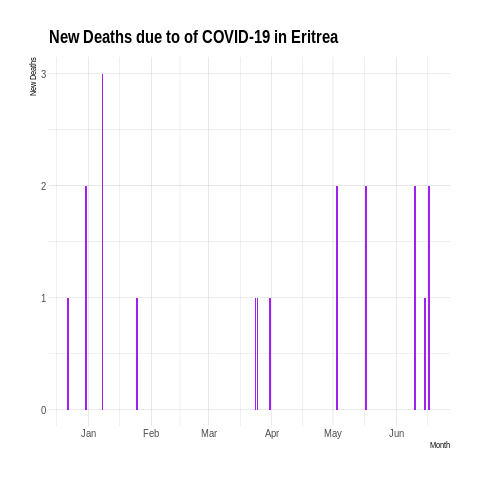 New Deaths due to of COVID-19 in Eritrea
New Deaths
3
2
1
0
Jan Feb Mar Apr May Jun
Month